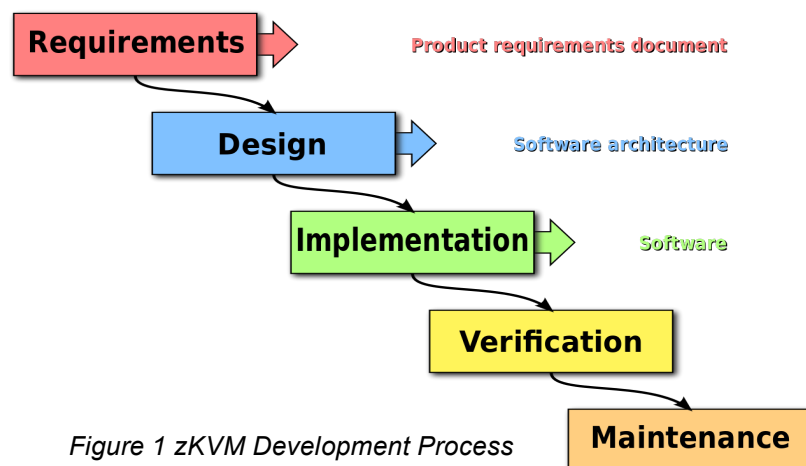 Requirements
Product requirements document
Design
Software architecture
Implementation
Software
Verification
Maintenance
Figure 1 zKVM Development Process